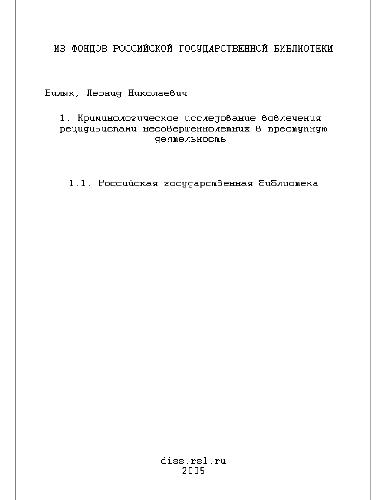 ИЗ ФОНДОВ РОССИЙСКОЙ ГОСУДАРСТВЕННОЙ БИБЛИОТЕКИ
Билык, Леонид Николаевич
1. Криминологическое исследование вовлечения
рецидивистами несовершеннолетних в преступную
деятельность
1.1. Российская государственная библиотека
diss.rsl.ru
2005